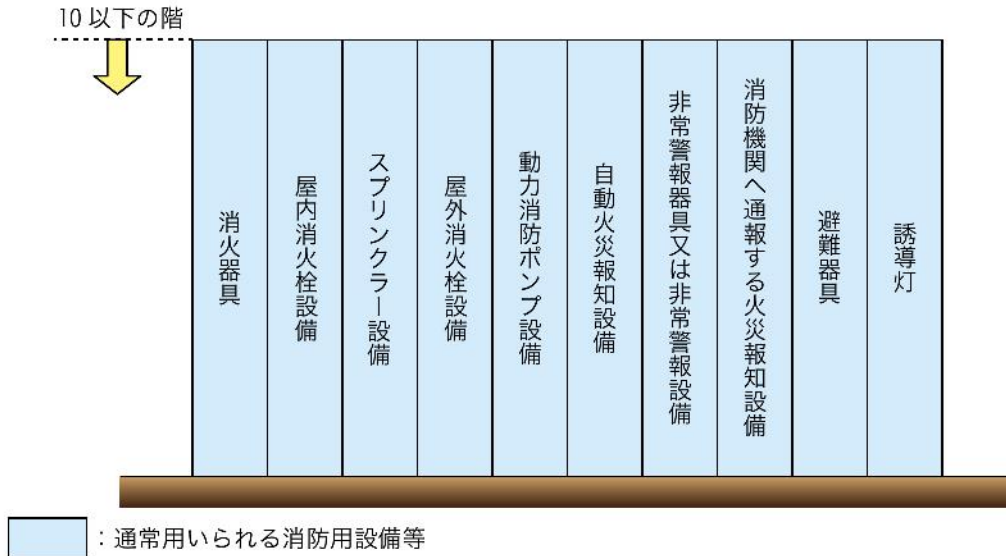 10 以下の階
消火器具
屋内消火栓設備
スプリンクラー設備
屋外消火栓設備
動力消防ポンプ設備
自動火災報知設備
非常警報器具又は非常警報設備
消防機関へ通報する火災報知設備
避難器具
誘導灯
：通常用いられる消防用設備等